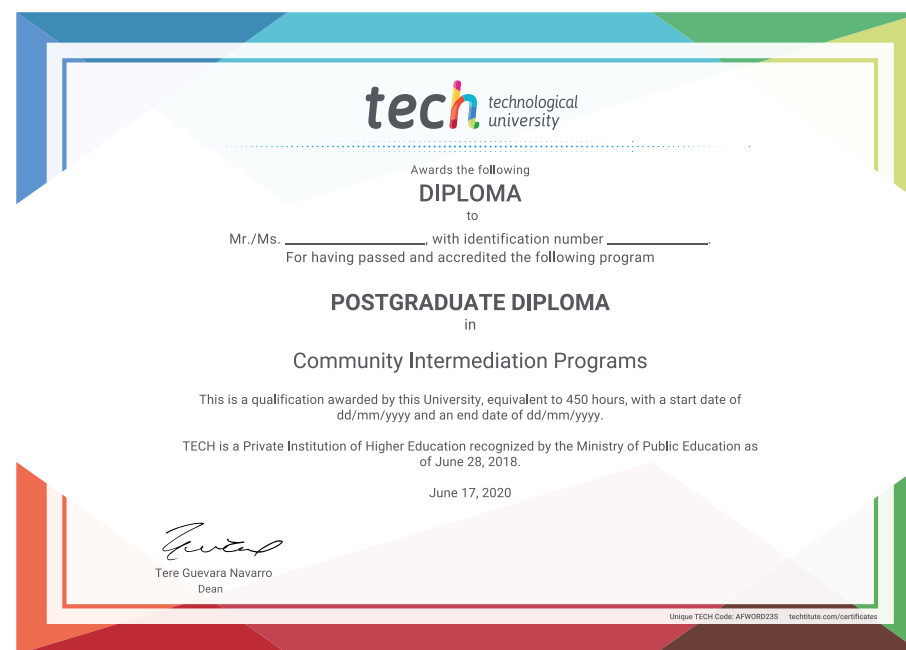 tech technological
university
Awards the following
DIPLOMA
to
Mr./Ms. ____________________, with identification number ______________.
For having passed and accredited the following program
POSTGRADUATE DIPLOMA
in
Community Intermediation Programs
This is a qualification awarded by this University, equivalent to 450 hours, with a start date of
dd/mm/yyyy and an end date of dd/mm/yyyy.
TECH is a Private Institution of Higher Education recognized by the Ministry of Public Education as
of June 28, 2018.
June 17, 2020
Tere Guevara Navarro
Dean
Unique TECH Code: AFWORD23S techtitute.com/certificates